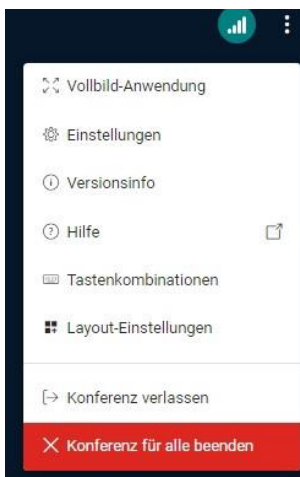 Vollbild-Anwendung
Einstellungen
Versionsinfo
Hilfe
Tastenkombinationen
Layout-Einstellungen
Konferenz verlassen
Konferenz für alle beenden